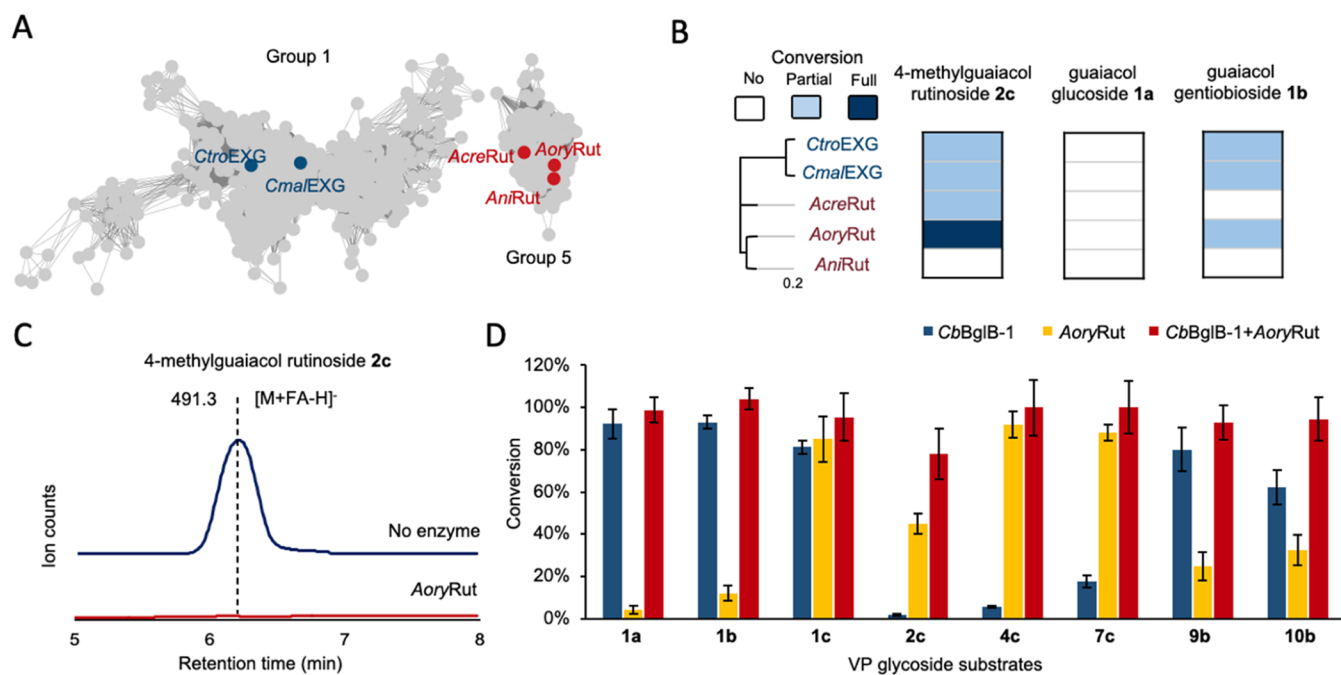 A
Group 1
CtroEXG
CmalEXG
AcreRut
AoryRut
AniRut
Group 5
B
Conversion
No Partial Full
4-methylguaiacol
rutinoside 2c
guaiacol
glucoside 1a
guaiacol
gentiobioside 1b
CtroEXG
CmalEXG
AcreRut
AoryRut
AniRut
0.2
C
4-methylguaiacol rutinoside 2c
491.3 [M+FA-H]-
Ion counts
No enzyme
AoryRut
5 6 7 8
Retention time (min)
D
CbBglB-1 AoryRut CbBglB-1+AoryRut
Conversion
120%
100%
80%
60%
40%
20%
0%
1a 1b 1c 2c 4c 7c 9b 10b
VP glycoside substrates